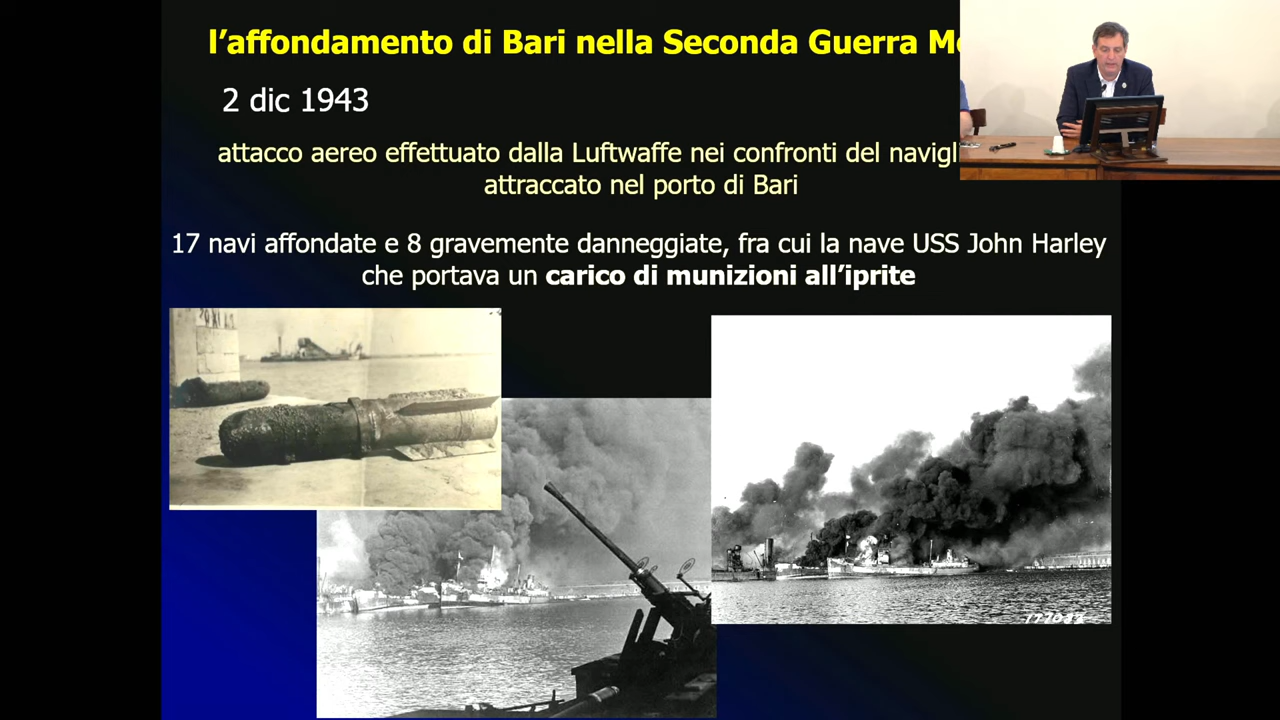 l’affondamento di Bari nella Seconda Guerra
2 dic 1943
attacco aereo effettuato dalla Luftwaffe nei confronti del
attraccato nel porto di Bari
17 navi affondate e 8 gravemente danneggiate, fra cui la nave USS John Harley
che portava un carico di munizioni all’iprite